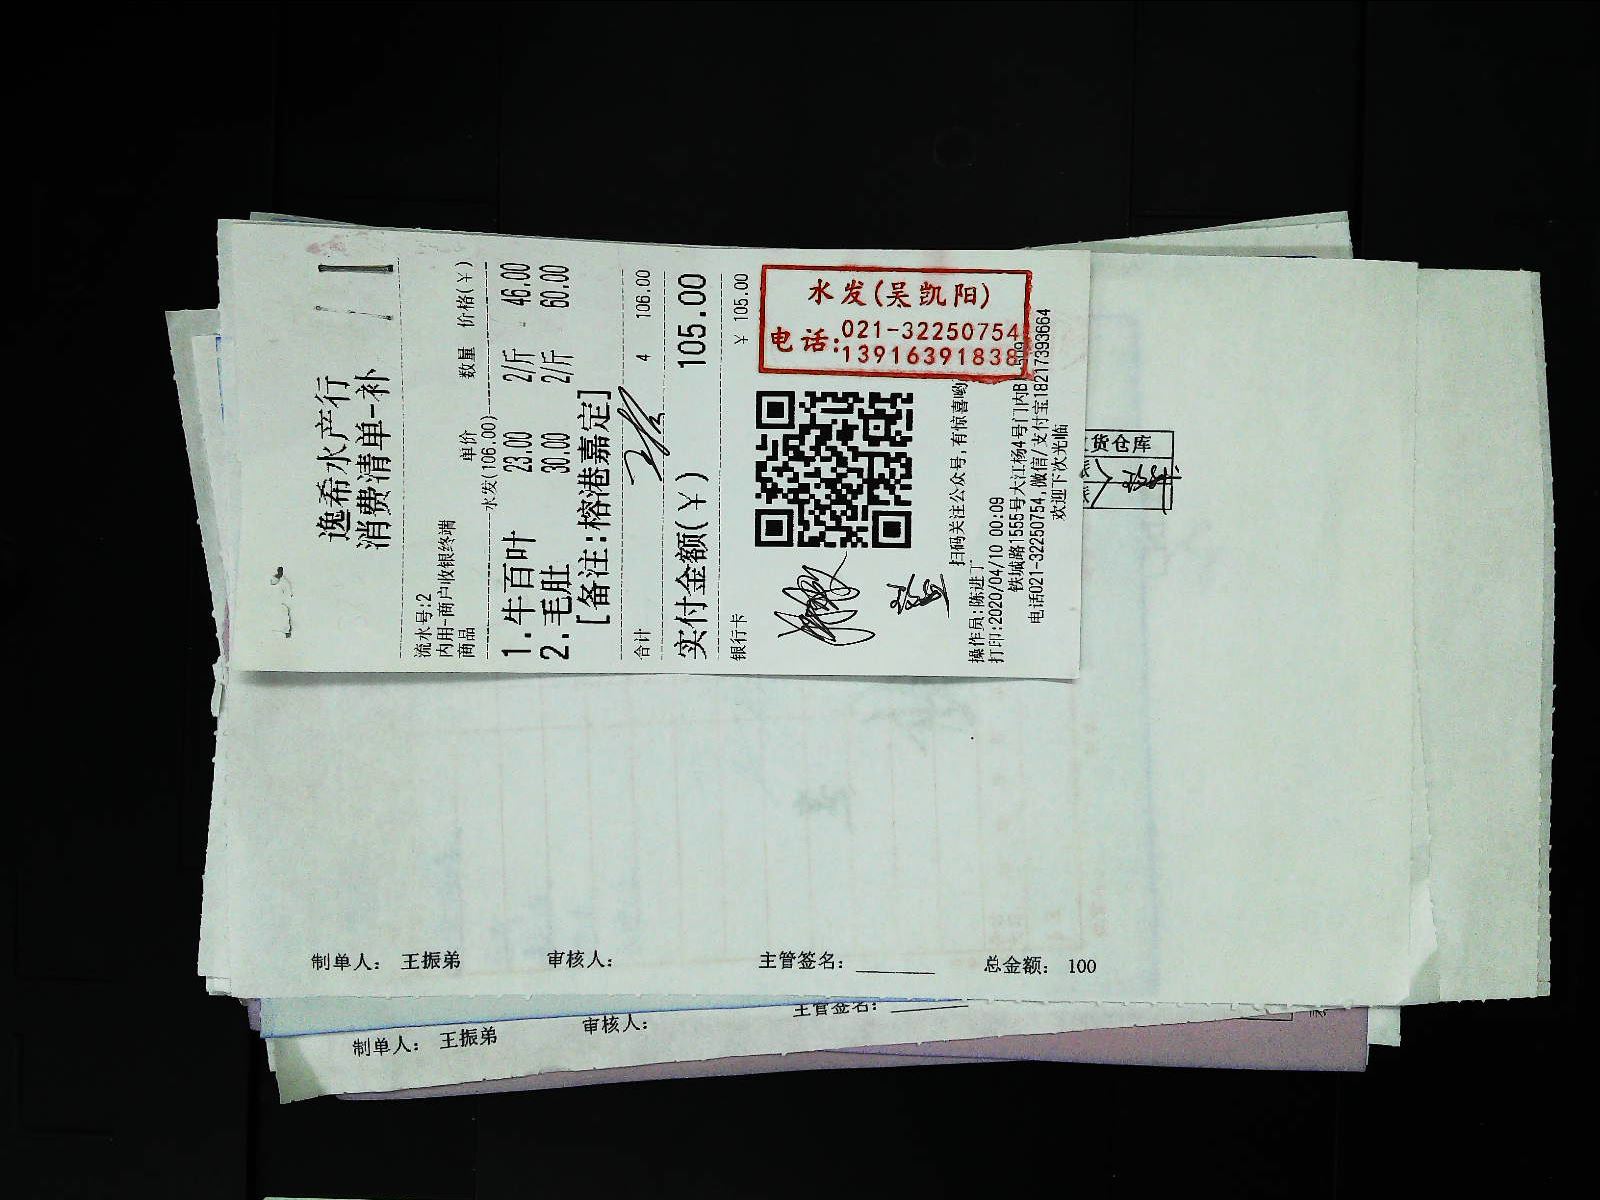 逸希水产行
消费清单-补
流水号:2
内用-商户收银终端
商品 单价 数量 价格(￥)
水发(106.00)
1.牛百叶 23.00 2/斤 46.00
2.毛肚 30.00 2/斤 60.00
[备注:榕港嘉定]
合计 4 106.00
实付金额(￥) 105.00
银行卡 ￥ 105.00
水发(吴凯阳)
电话:021-32250754
13916391838
扫码关注公众号,有惊喜哟
操作员:陈进丁
打印:2020/04/10 00:09
铁城路1555号大江杨4号门内B
电话021-32250754,微信/支付宝18217393664
欢迎下次光临
货仓库
制单人: 王振弟 审核人: 主管签名: 总金额: 100
制单人: 王振弟 审核人: 主管签名: